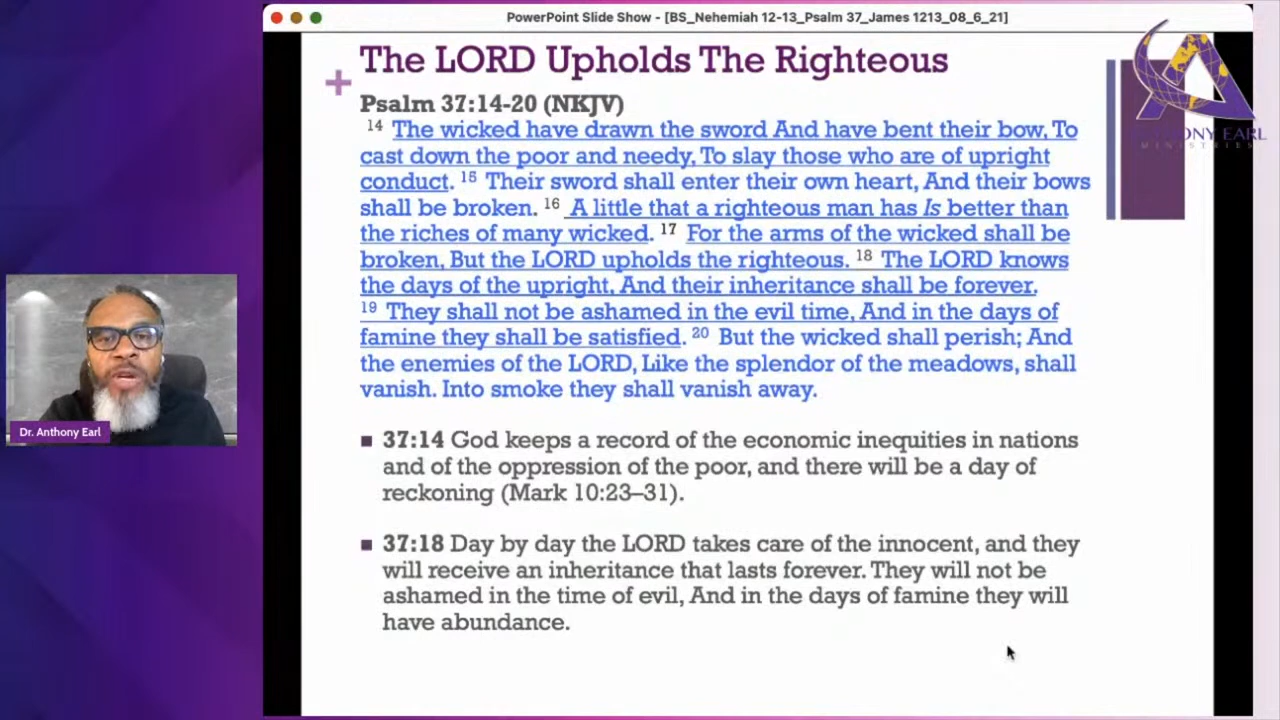 PowerPoint Slide Show - [BS_Nehemiah 12-13_Psalm 37_James 1213_08_6_21]
The LORD Upholds The Righteous
+
Psalm 37:14-20 (NKJV)
14 The wicked have drawn the sword And have bent their bow, To
cast down the poor and needy, To slay those who are of upright
conduct. 15 Their sword shall enter their own heart, And their bows
shall be broken. 16 A little that a righteous man has Is better than
the riches of many wicked. 17 For the arms of the wicked shall be
broken, But the LORD upholds the righteous. 18 The LORD knows
the days of the upright, And their inheritance shall be forever.
19 They shall not be ashamed in the evil time, And in the days of
famine they shall be satisfied. 20 But the wicked shall perish; And
the enemies of the LORD, Like the splendor of the meadows, shall
vanish. Into smoke they shall vanish away.
■ 37:14 God keeps a record of the economic inequities in nations
and of the oppression of the poor, and there will be a day of
reckoning (Mark 10:23–31).
■ 37:18 Day by day the LORD takes care of the innocent, and they
will receive an inheritance that lasts forever. They will not be
ashamed in the time of evil, And in the days of famine they will
have abundance.
Dr. Anthony Earl
ANTHONY EARL
MINISTRIES